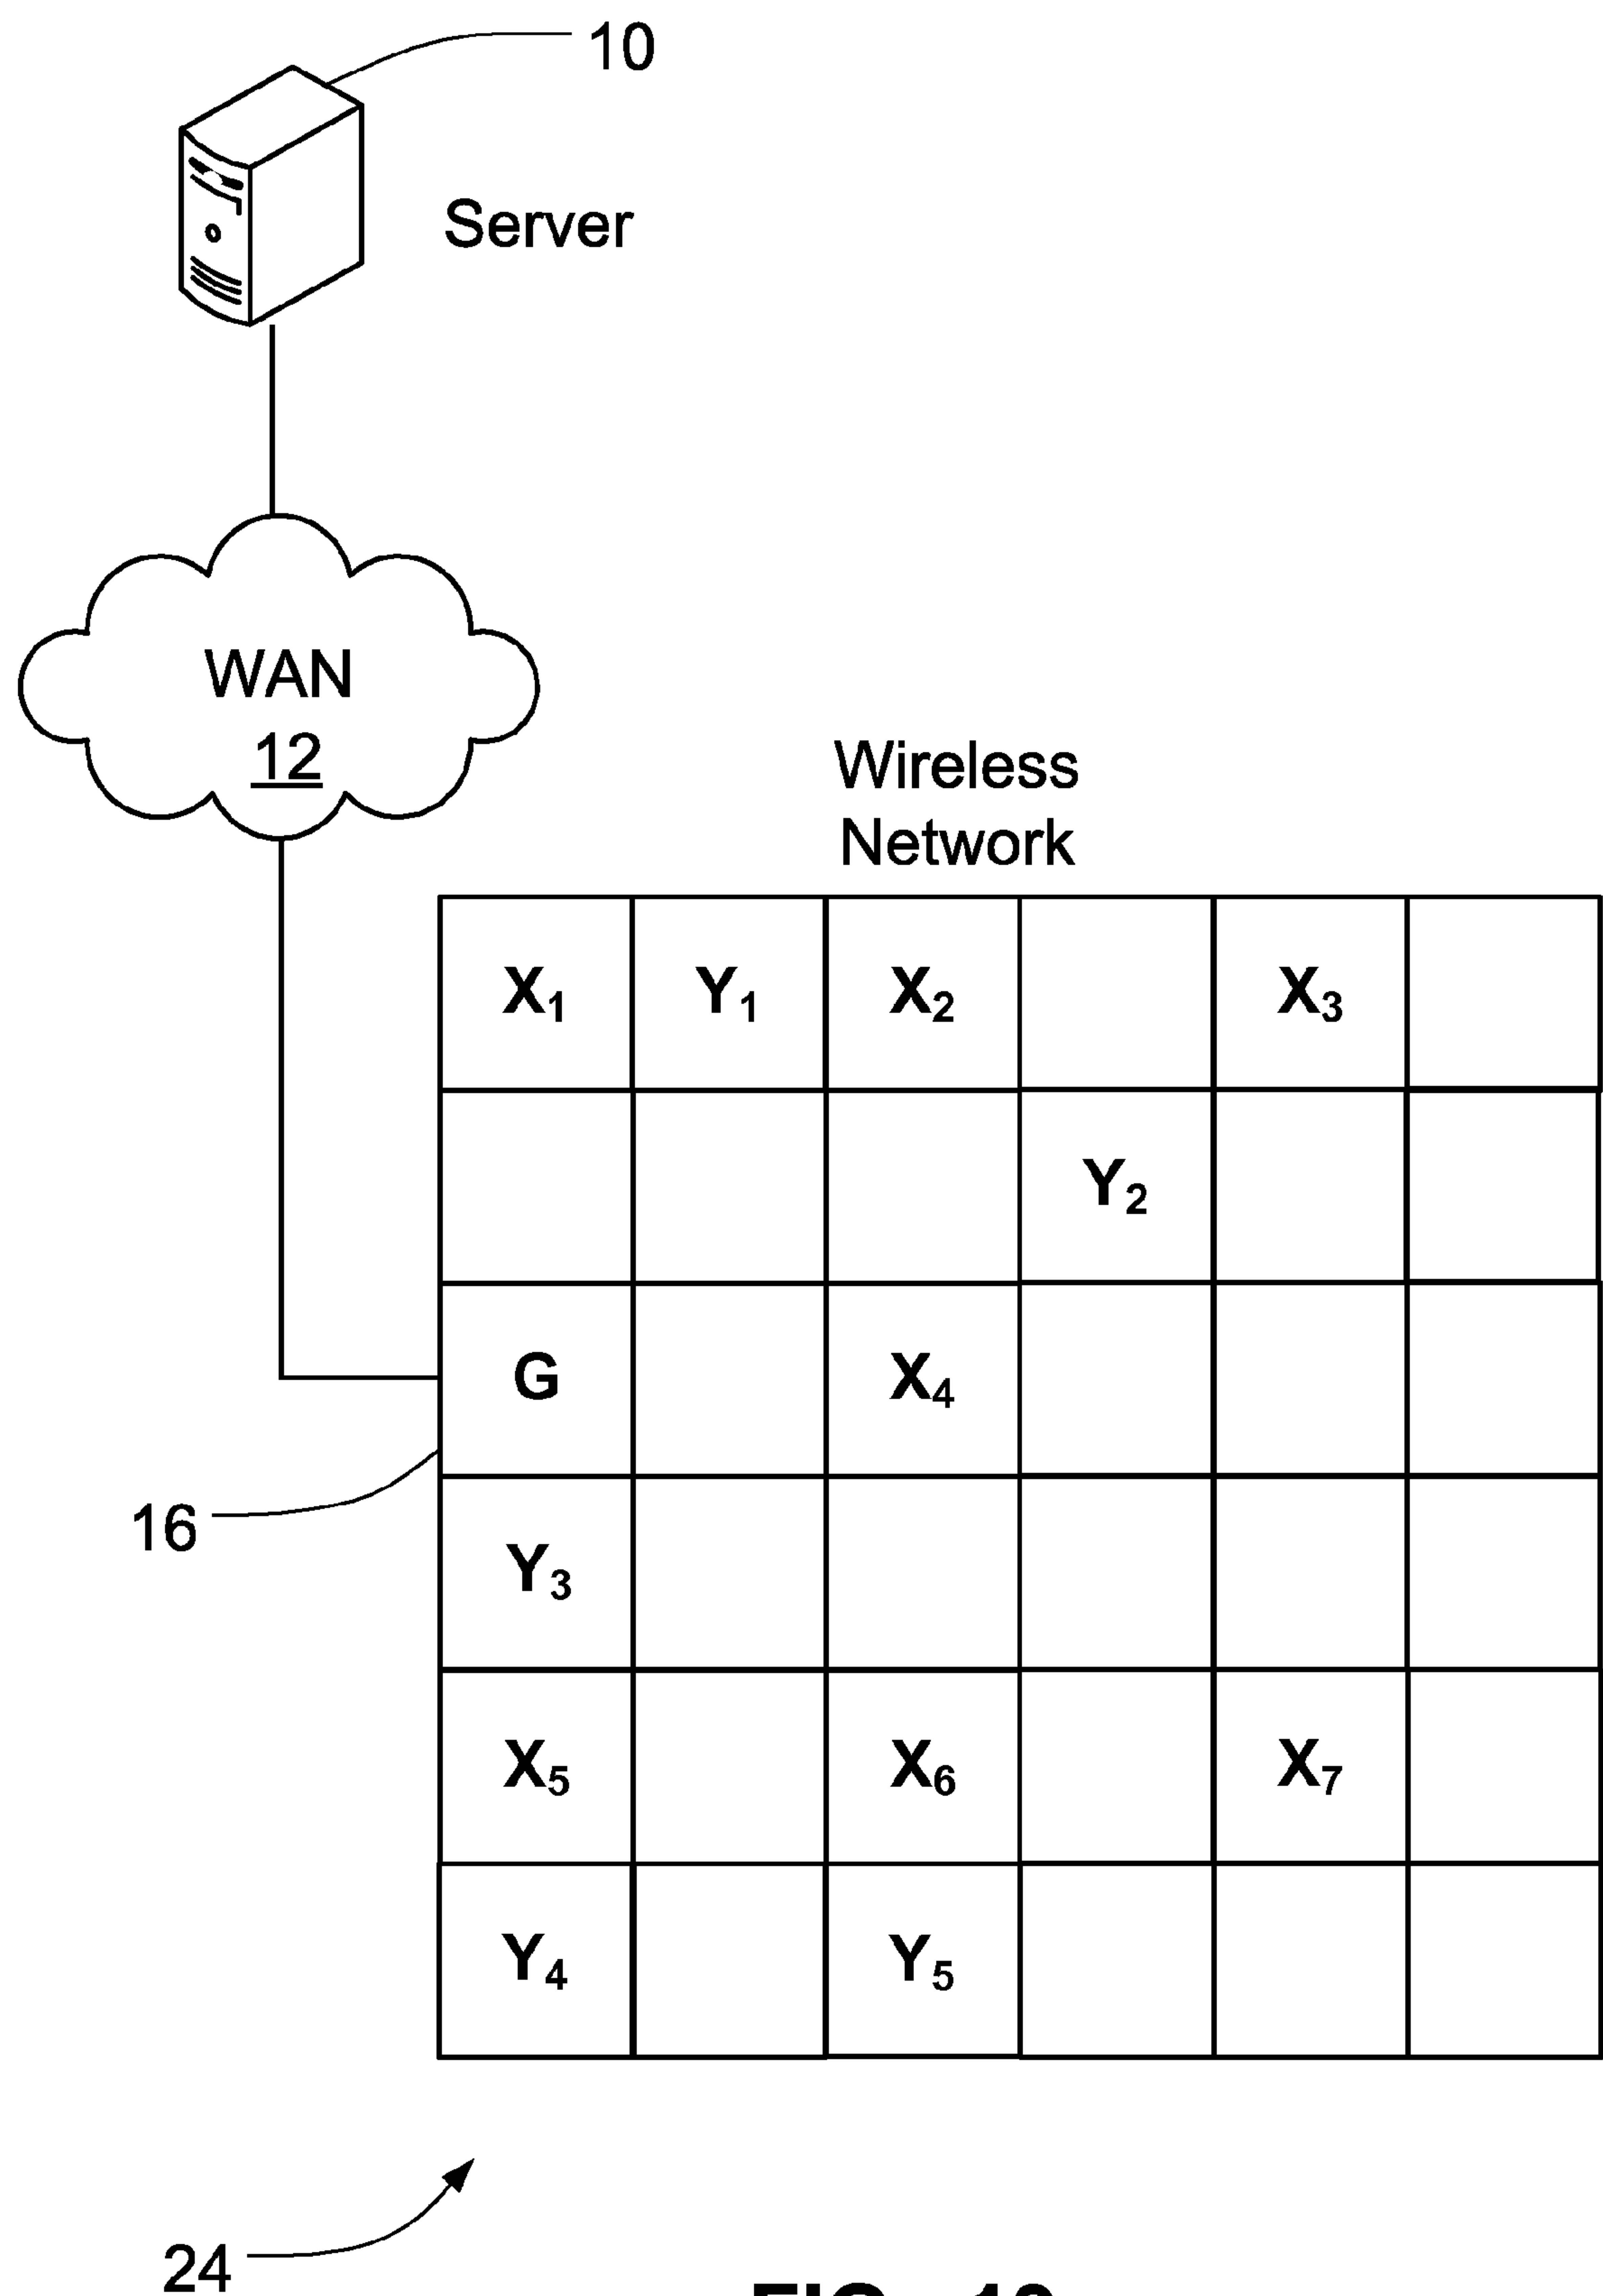 10
Server
WAN
12
Wireless
Network
X1 Y1 X2 X3
Y2
G X4
16
Y3
X5 X6 X7
Y4 Y5
24